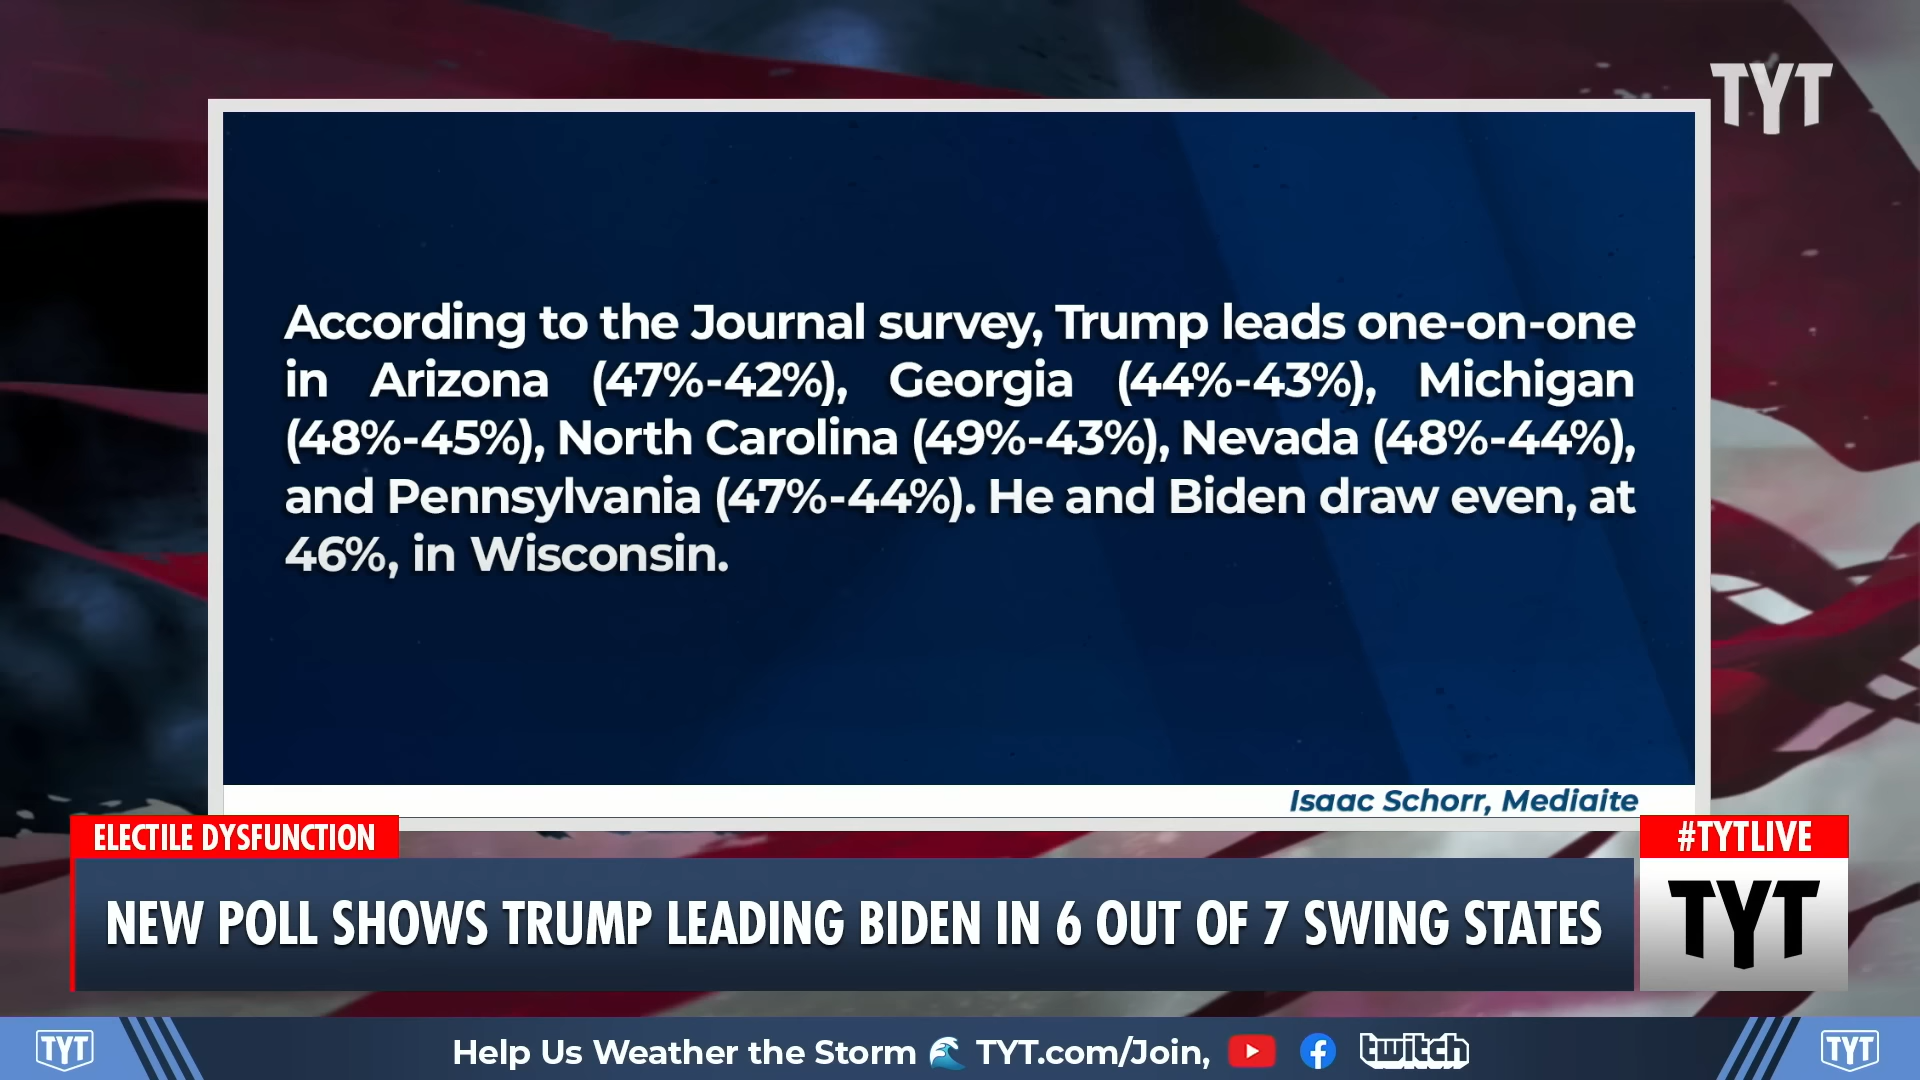 TYT
According to the Journal survey, Trump leads one-on-one
in Arizona (47%-42%), Georgia (44%-43%), Michigan
(48%-45%), North Carolina (49%-43%), Nevada (48%-44%),
and Pennsylvania (47%-44%). He and Biden draw even, at
46%, in Wisconsin.
Isaac Schorr, Mediaite
ELECTILE DYSFUNCTION
#TYTLIVE
NEW POLL SHOWS TRUMP LEADING BIDEN IN 6 OUT OF 7 SWING STATES
TYT
TYT
Help Us Weather the Storm 🌊 TYT.com/Join,
twitch
TYT